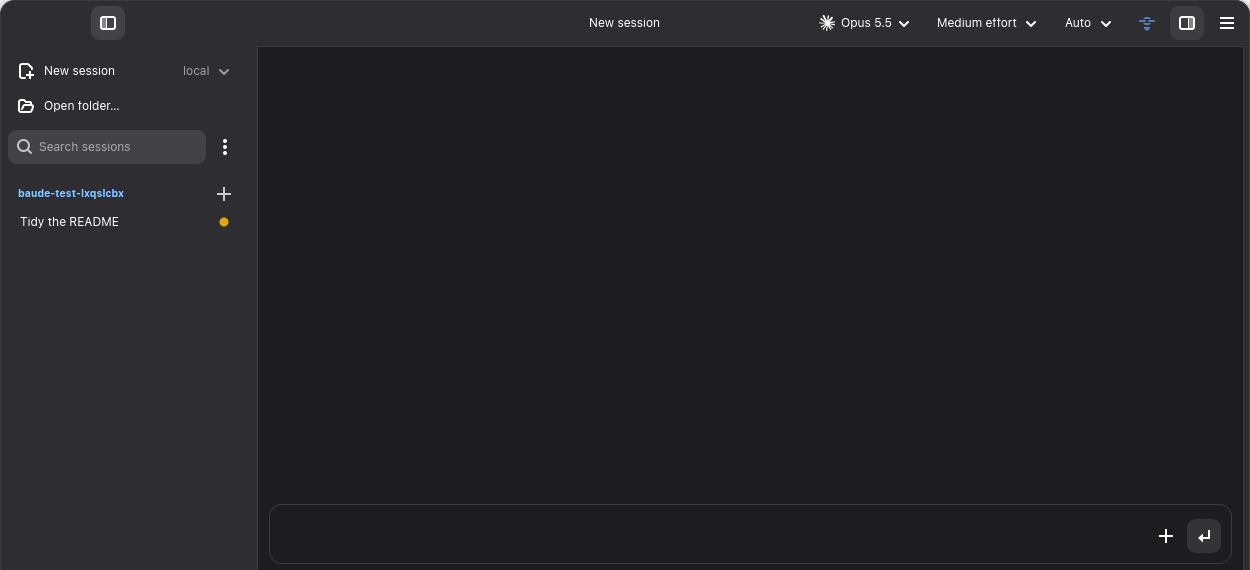 New session
Opus 5.5
Medium effort
Auto
New session
local
Open folder...
Search sessions
baude-test-lxqslcbx
Tidy the README